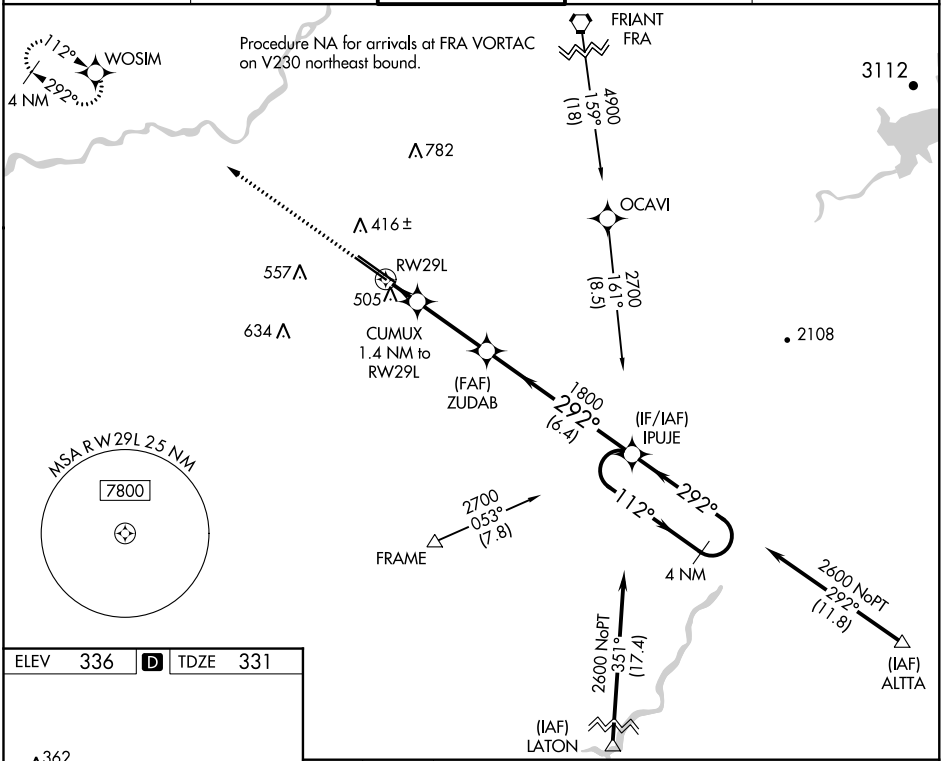 112°
WOSIM
4 NM
292°
Procedure NA for arrivals at FRA VORTAC
on V230 northeast bound.
FRIANT
FRA
3112
4900
159°
(18)
782
OCAVI
416 ±
RW29L
557
505
2700
161°
(8.5)
634
CUMUX
1.4 NM to
RW29L
2108
(FAF)
ZUDAB
1800
292°
(6.4)
(IF/IAF)
IPUJE
MSA RW29L 25 NM
7800
292°
112°
2700
053°
(7.8)
FRAME
4 NM
2600 NoPT
292°
(11.8)
2600 NoPT
351°
(17.4)
(IAF)
ALTTA
(IAF)
LATON
ELEV 336 D TDZE 331
362